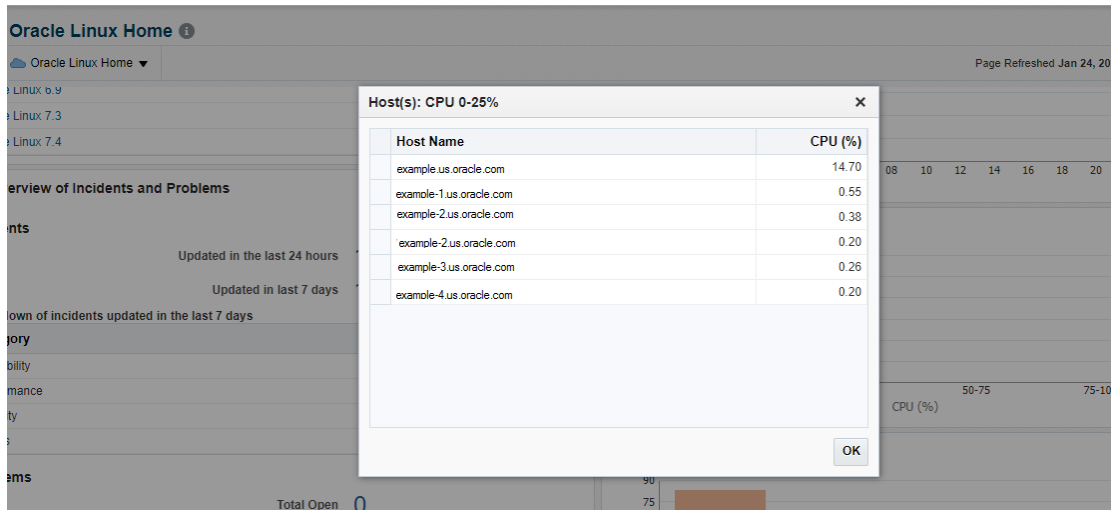 Oracle Linux Home
Oracle Linux Home
Page Refreshed Jan 24, 20
Linux 6.9
Linux 7.3
Linux 7.4
Host(s): CPU 0-25%
Host Name CPU (%)
example.us.oracle.com 14.70
example-1.us.oracle.com 0.55
example-2.us.oracle.com 0.38
example-2.us.oracle.com 0.20
example-3.us.oracle.com 0.26
example-4.us.oracle.com 0.20
OK
08 10 12 14 16 18 20
erview of Incidents and Problems
ents
Updated in the last 24 hours
Updated in last 7 days
down of incidents updated in the last 7 days
gory
bility
mance
ty
s
50-75 75-10
CPU (%)
ems
Total Open 0
90
75